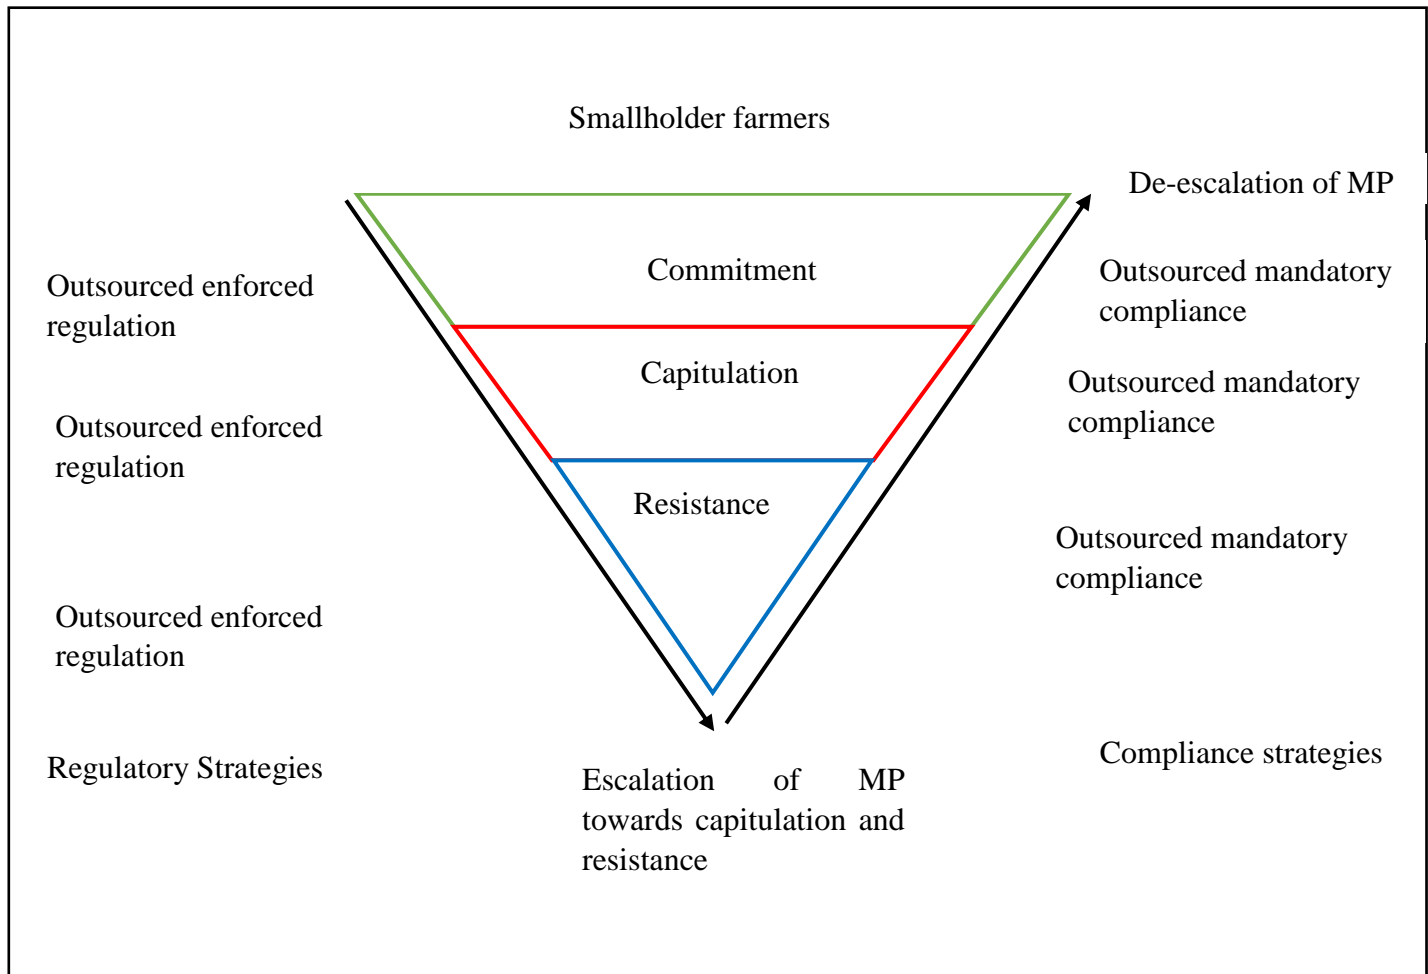 Smallholder farmers
De-escalation of MP
Commitment
Outsourced enforced
regulation
Outsourced mandatory
compliance
Capitulation
Outsourced mandatory
compliance
Outsourced enforced
regulation
Resistance
Outsourced mandatory
compliance
Outsourced enforced
regulation
Regulatory Strategies
Compliance strategies
Escalation of MP
towards capitulation and
resistance